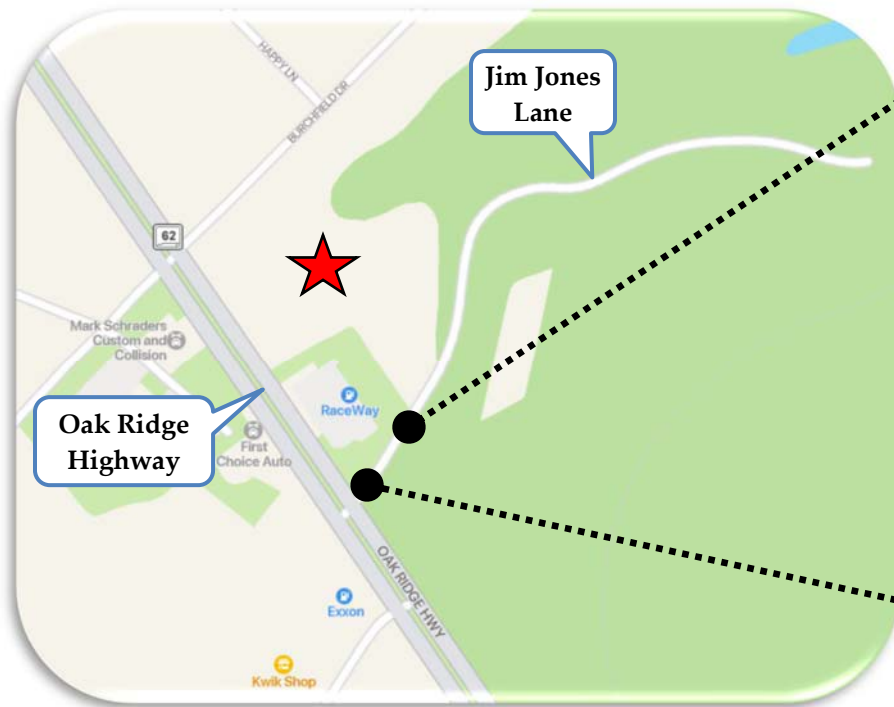 HAPPY LN
BURCHFIELD DR
Jim Jones
Lane
62
Mark Schraders
Custom and
Collision
RaceWay
Oak Ridge
Highway
First
Choice Auto
OAK RIDGE HWY
Exxon
Kwik Shop